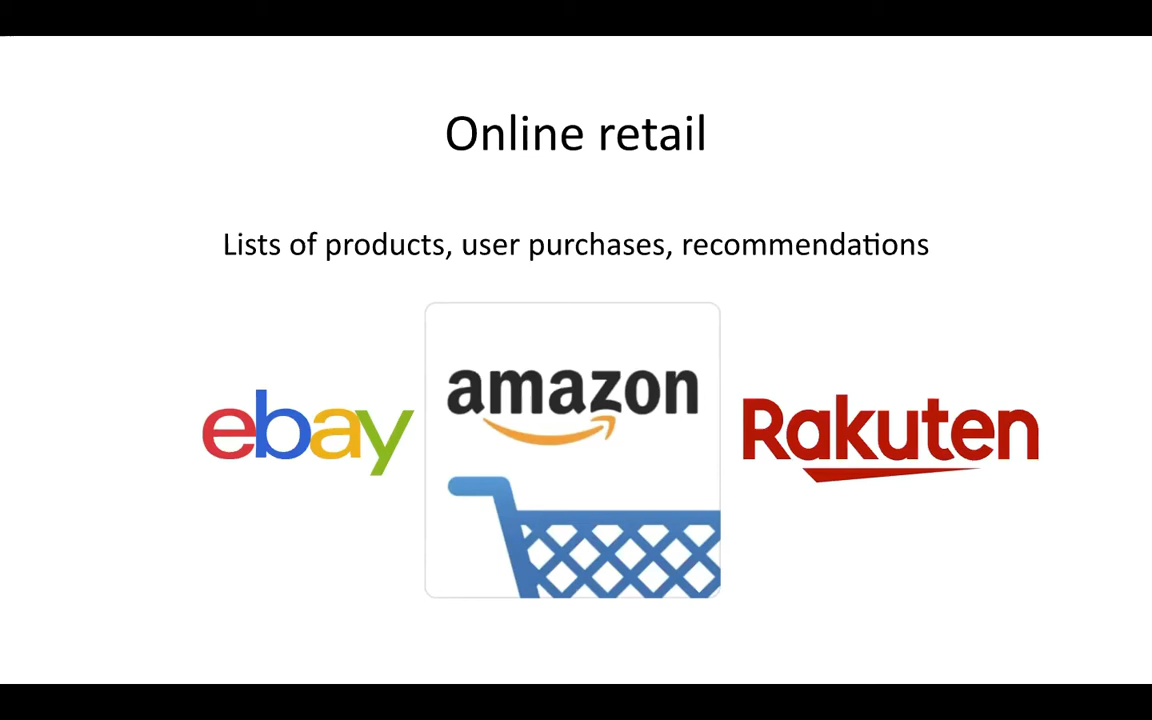 Online retail
Lists of products, user purchases, recommendations
ebay
amazon
Rakuten